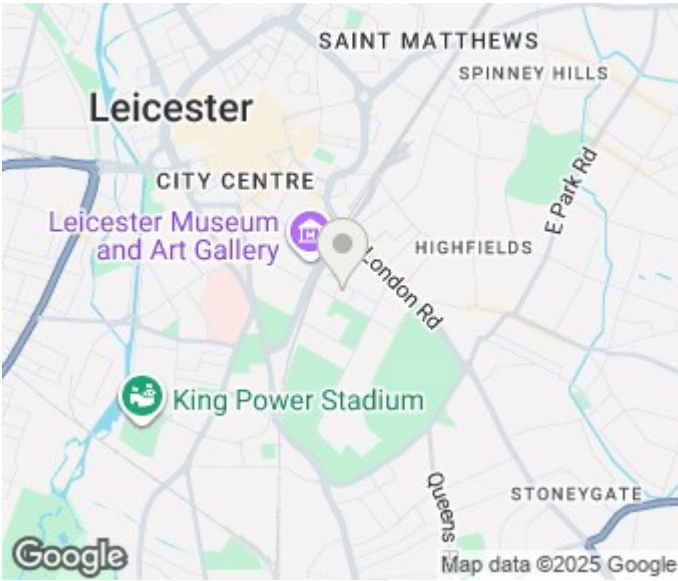 SAINT MATTHEWS
SPINNEY HILLS
Leicester
CITY CENTRE
E Park Rd
Leicester Museum
and Art Gallery
HIGHFIELDS
London Rd
King Power Stadium
Queens R
STONEYGATE
Google
Map data ©2025 Google